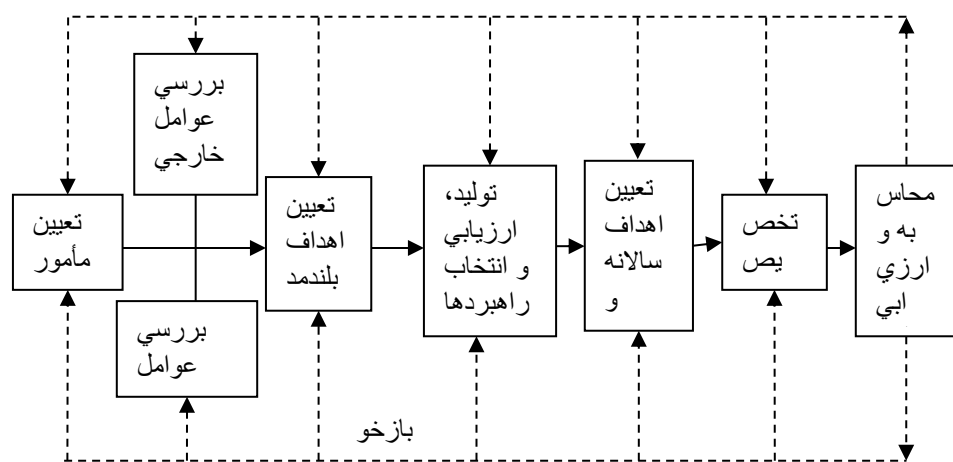 بررسي
عوامل
خارجي
تعيين
مأمور
بررسي
عوامل
تعيين
اهداف
بلندمد
توليد،
ارزيابي
و انتخاب
راهبردها
تعيين
اهداف
سالانه
و
تخص
يص
محاس
به و
ارزي
ابي
بازخو